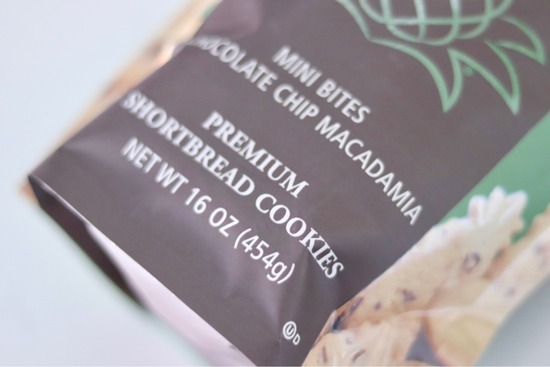 MINI BITES
CHOCOLATE CHIP MACADAMIA
PREMIUM
SHORTBREAD COOKIES
NET WT 16 OZ (454g)
U D